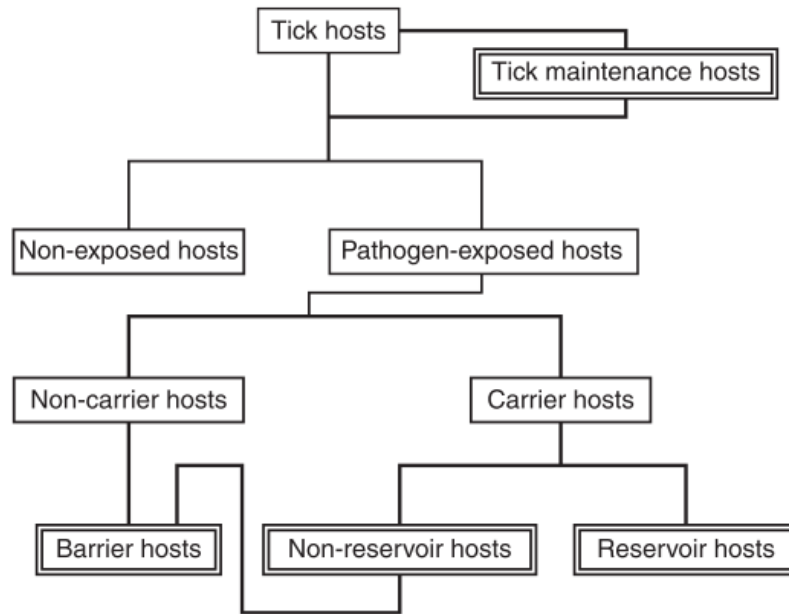 Tick hosts
Tick maintenance hosts
Non-exposed hosts
Pathogen-exposed hosts
Non-carrier hosts
Carrier hosts
Barrier hosts
Non-reservoir hosts
Reservoir hosts